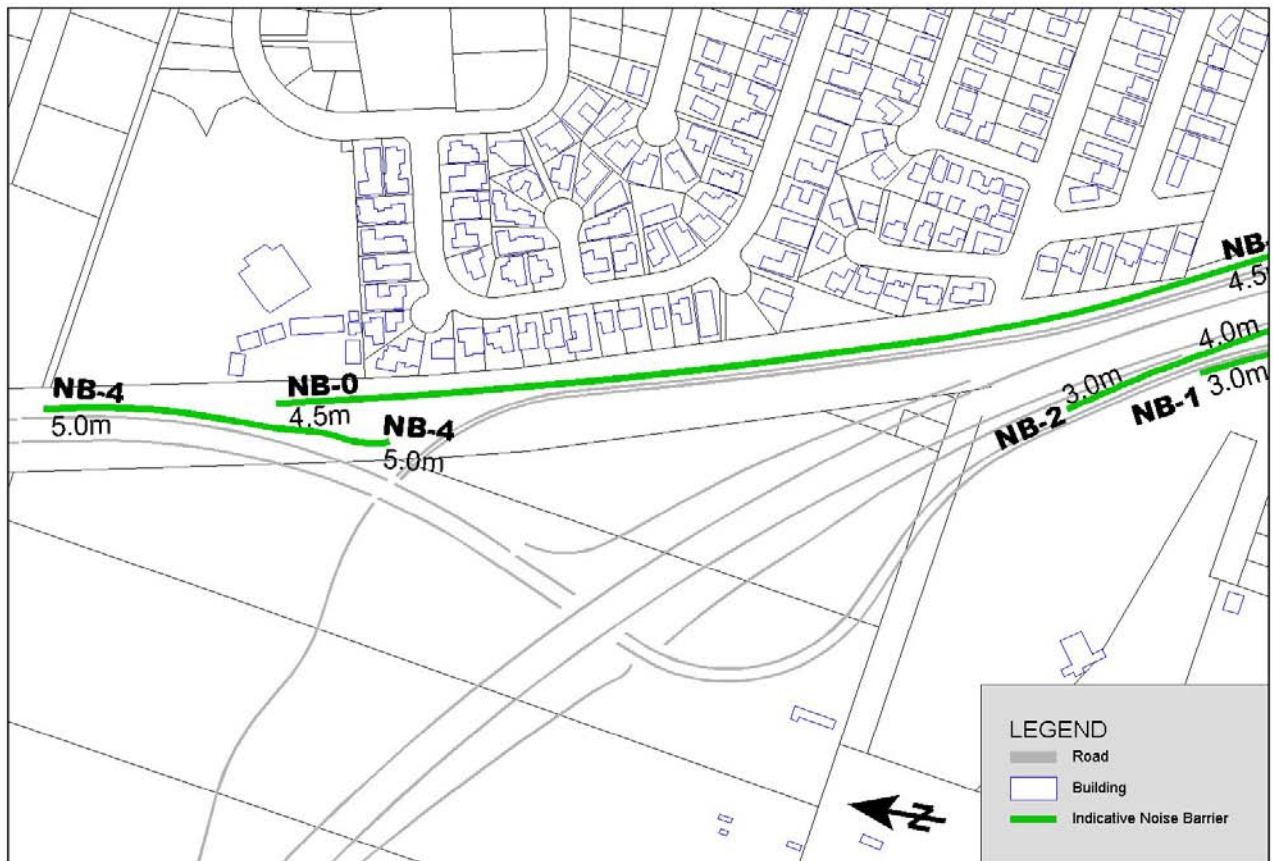 NB-
4.5
4.0m
NB-4
NB-0
3.0m
3.0m
5.0m
4.5m
NB-4
NB-2
NB-1
5.0m
LEGEND
Road
Building
Indicative Noise Barrier
N